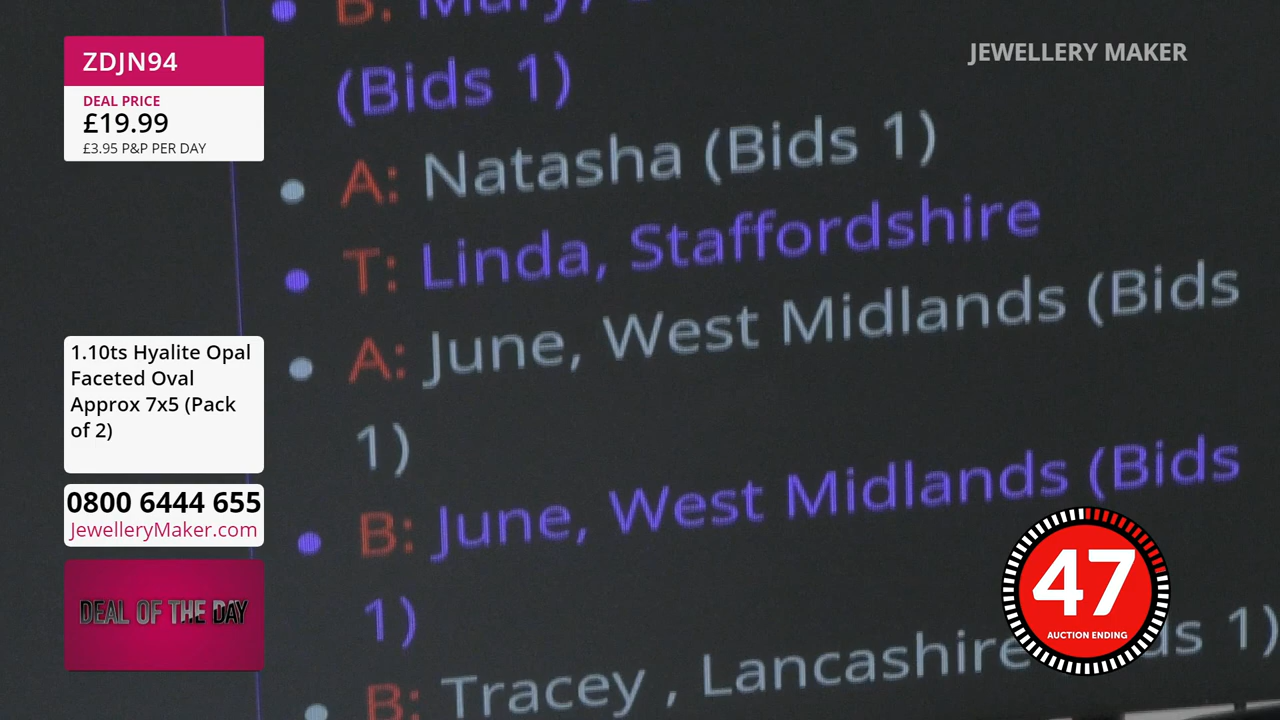 ZDJN94
DEAL PRICE
£19.99
£3.95 P&P PER DAY
JEWELLERY MAKER
B: Mary,
(Bids 1)
A: Natasha (Bids 1)
T: Linda, Staffordshire
A: June, West Midlands (Bids
1)
B: June, West Midlands (Bids
1)
B: Tracey , Lancashire 1)
1.10ts Hyalite Opal
Faceted Oval
Approx 7x5 (Pack
of 2)
0800 6444 655
JewelleryMaker.com
DEAL OF THE DAY
47
AUCTION ENDING